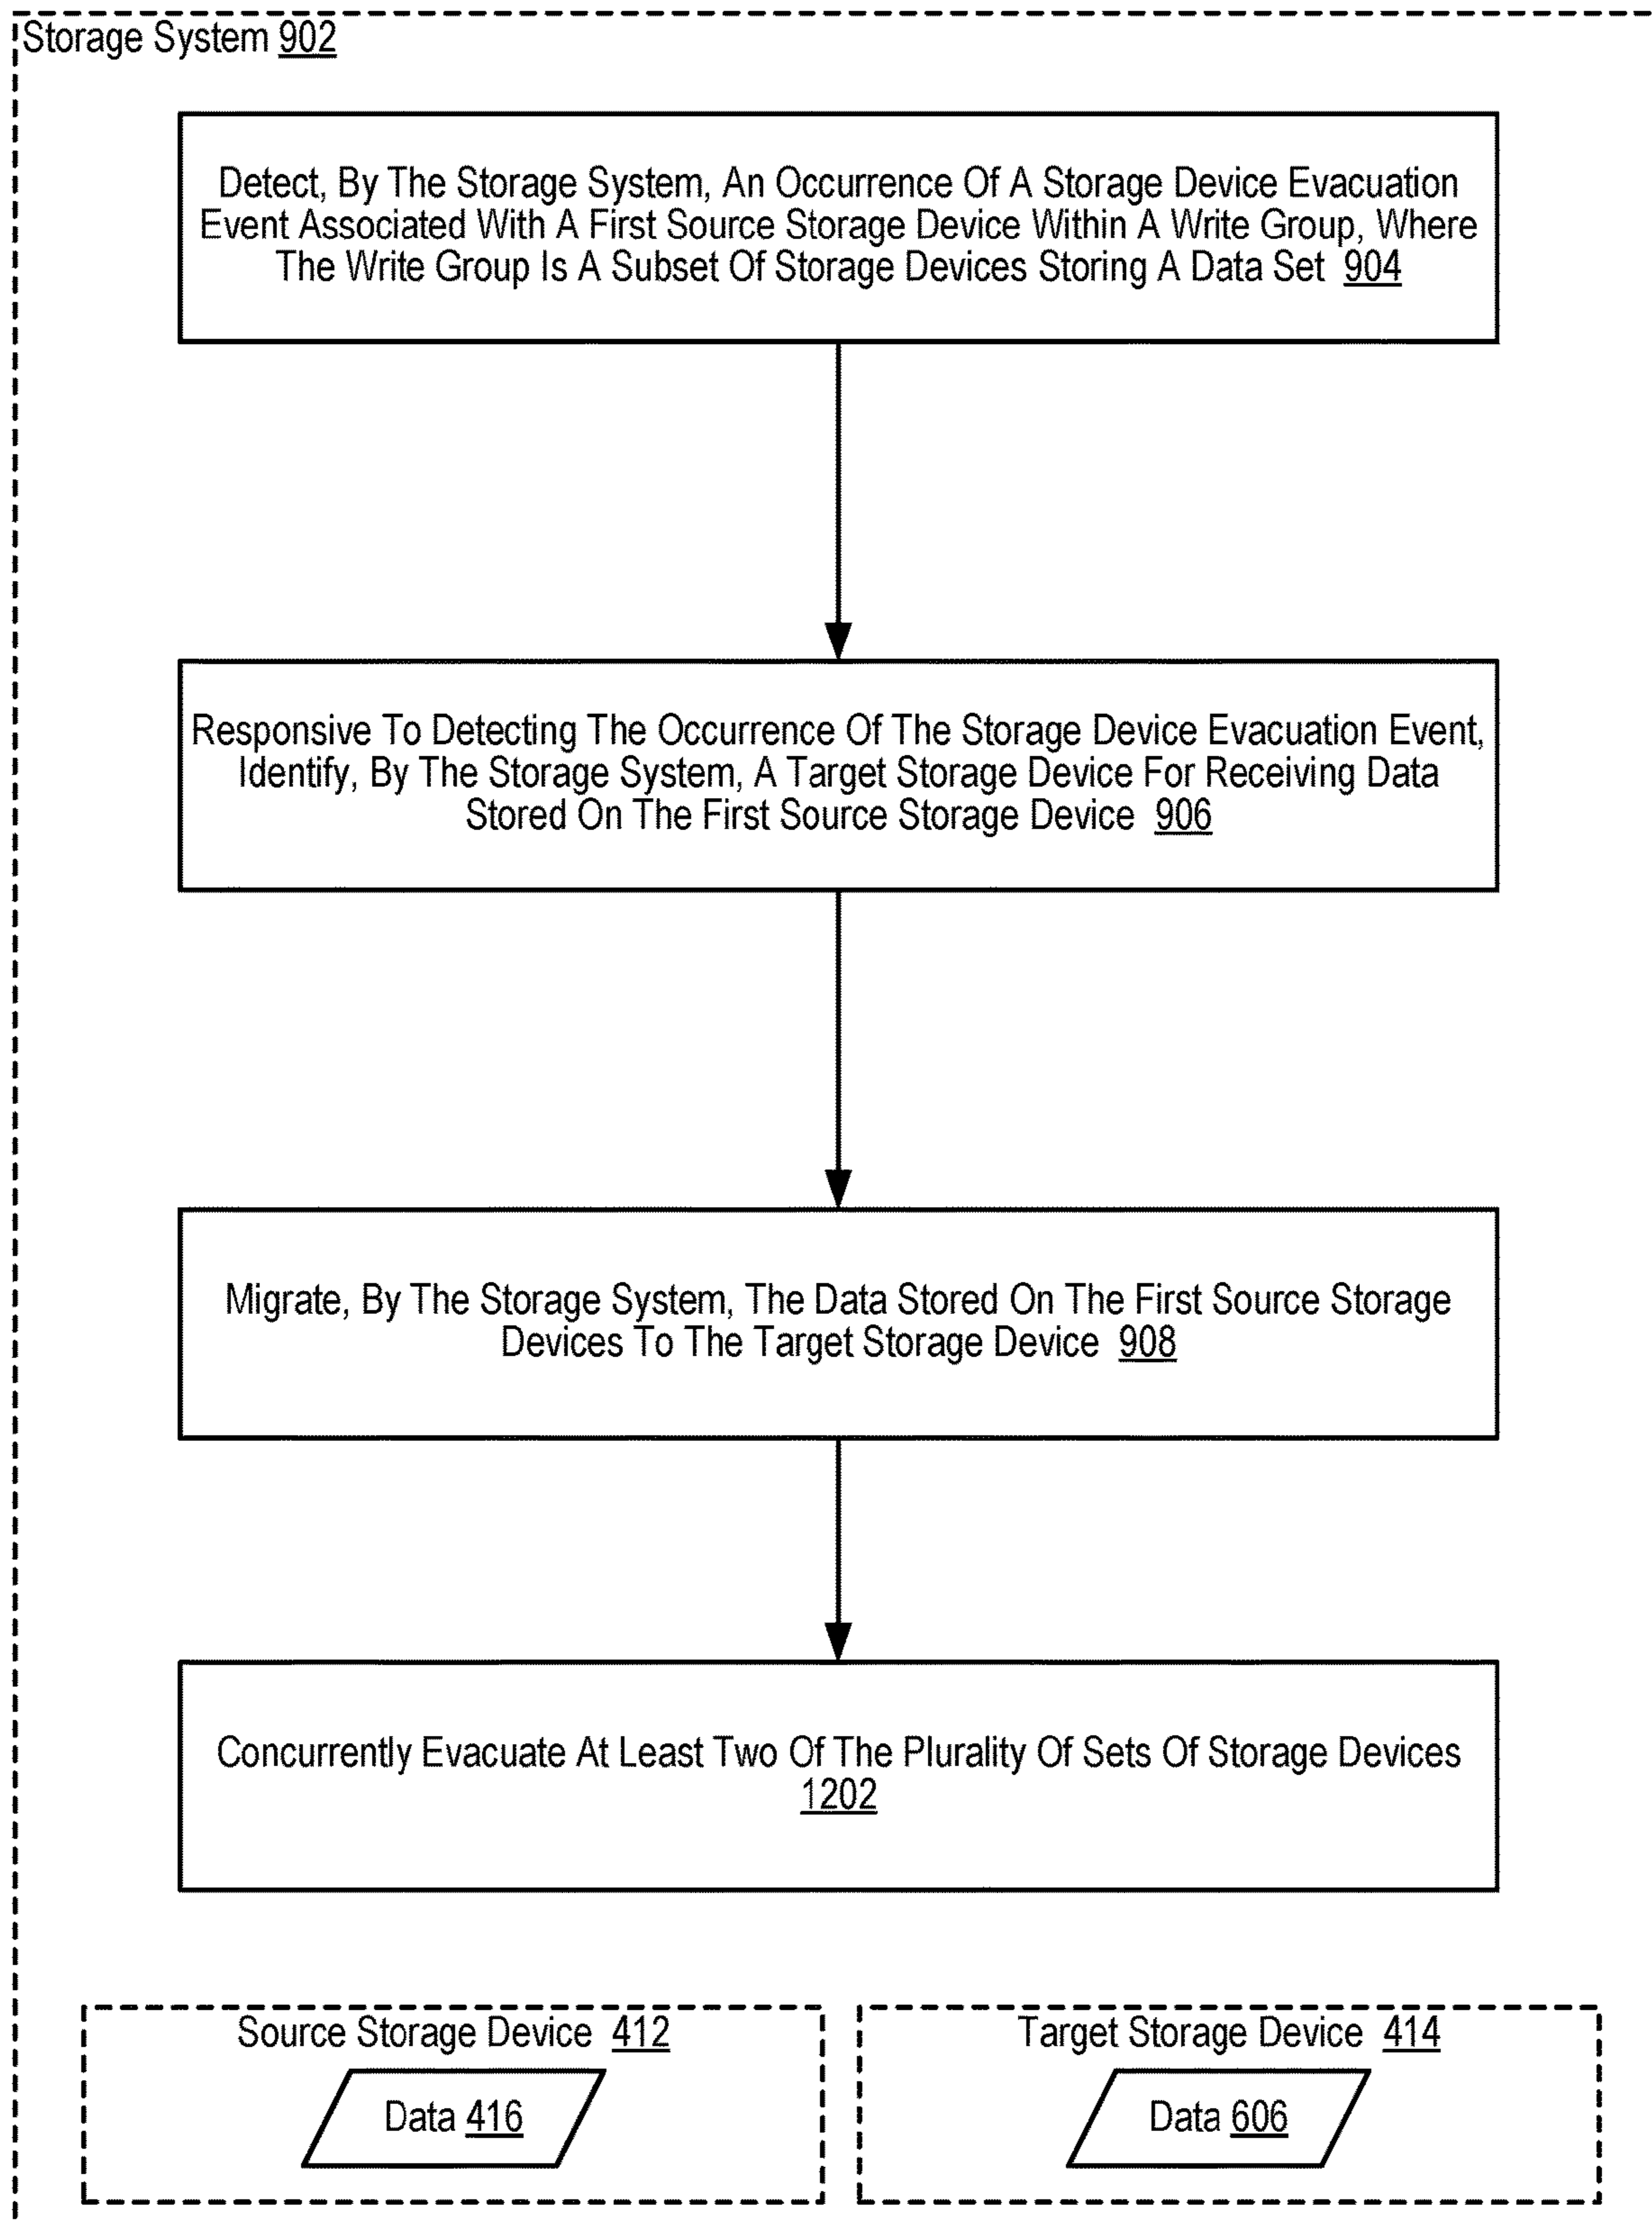 Storage System 902
Detect, By The Storage System, An Occurrence Of A Storage Device Evacuation
Event Associated With A First Source Storage Device Within A Write Group, Where
The Write Group Is A Subset Of Storage Devices Storing A Data Set 904
Responsive To Detecting The Occurrence Of The Storage Device Evacuation Event,
Identify, By The Storage System, A Target Storage Device For Receiving Data
Stored On The First Source Storage Device 906
Migrate, By The Storage System, The Data Stored On The First Source Storage
Devices To The Target Storage Device 908
Concurrently Evacuate At Least Two Of The Plurality Of Sets Of Storage Devices
1202
Source Storage Device 412
Data 416
Target Storage Device 414
Data 606